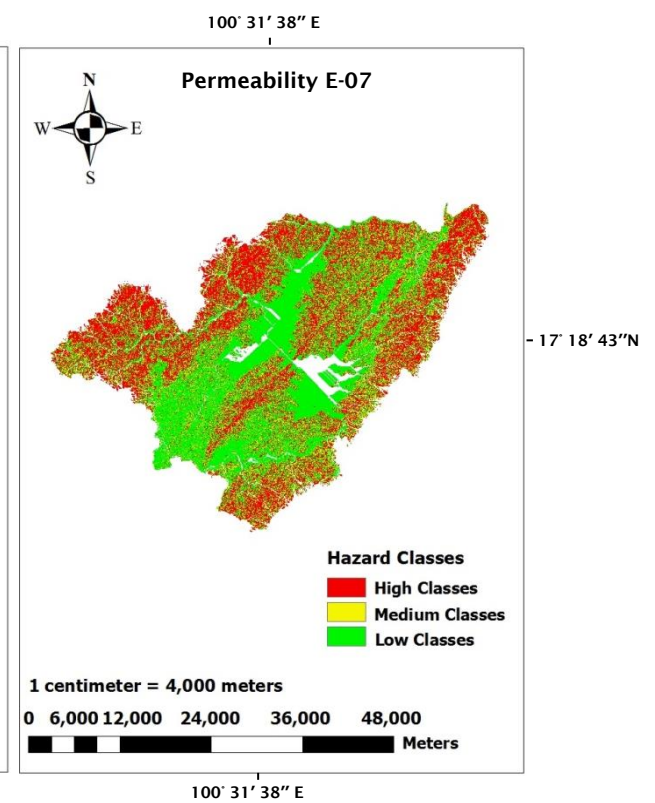 100° 31′ 38″ E
Permeability E-07
N
W E
S
17° 18′ 43″N
Hazard Classes
High Classes
Medium Classes
Low Classes
1 centimeter = 4,000 meters
0 6,000 12,000 24,000 36,000 48,000
Meters
100° 31′ 38″ E